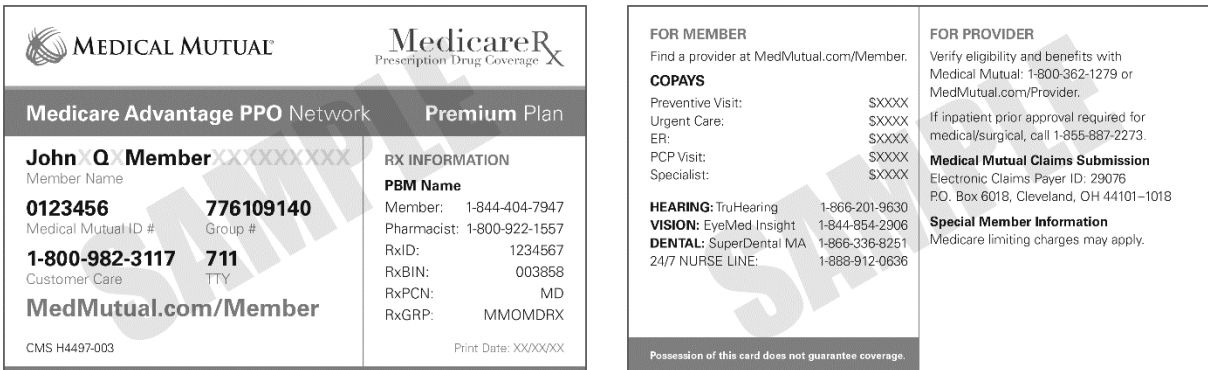 MEDICAL MUTUAL®
MedicareRx
Prescription Drug Coverage
Medicare Advantage PPO Network Premium Plan
JohnXQXMemberXXXXXXXXX
Member Name
0123456 776109140
Medical Mutual ID # Group #
1-800-982-3117 711
Customer Care TTY
MedMutual.com/Member
CMS H4497-003
RX INFORMATION
PBM Name
Member: 1-844-404-7947
Pharmacist: 1-800-922-1557
RxID: 1234567
RxBIN: 003858
RxPCN: MD
RxGRP: MMOMDRX
Print Date: XX/XX/XX
SAMPLE
FOR MEMBER
Find a provider at MedMutual.com/Member.
COPAYS
Preventive Visit: $XXXX
Urgent Care: $XXXX
ER: $XXXX
PCP Visit: $XXXX
Specialist: $XXXX
HEARING: TruHearing 1-866-201-9630
VISION: EyeMed Insight 1-844-854-2906
DENTAL: SuperDental MA 1-866-336-8251
24/7 NURSE LINE: 1-888-912-0636
Possession of this card does not guarantee coverage.
FOR PROVIDER
Verify eligibility and benefits with
Medical Mutual: 1-800-362-1279 or
MedMutual.com/Provider.
If inpatient prior approval required for
medical/surgical, call 1-855-887-2273.
Medical Mutual Claims Submission
Electronic Claims Payer ID: 29076
P.O. Box 6018, Cleveland, OH 44101–1018
Special Member Information
Medicare limiting charges may apply.
SAMPLE